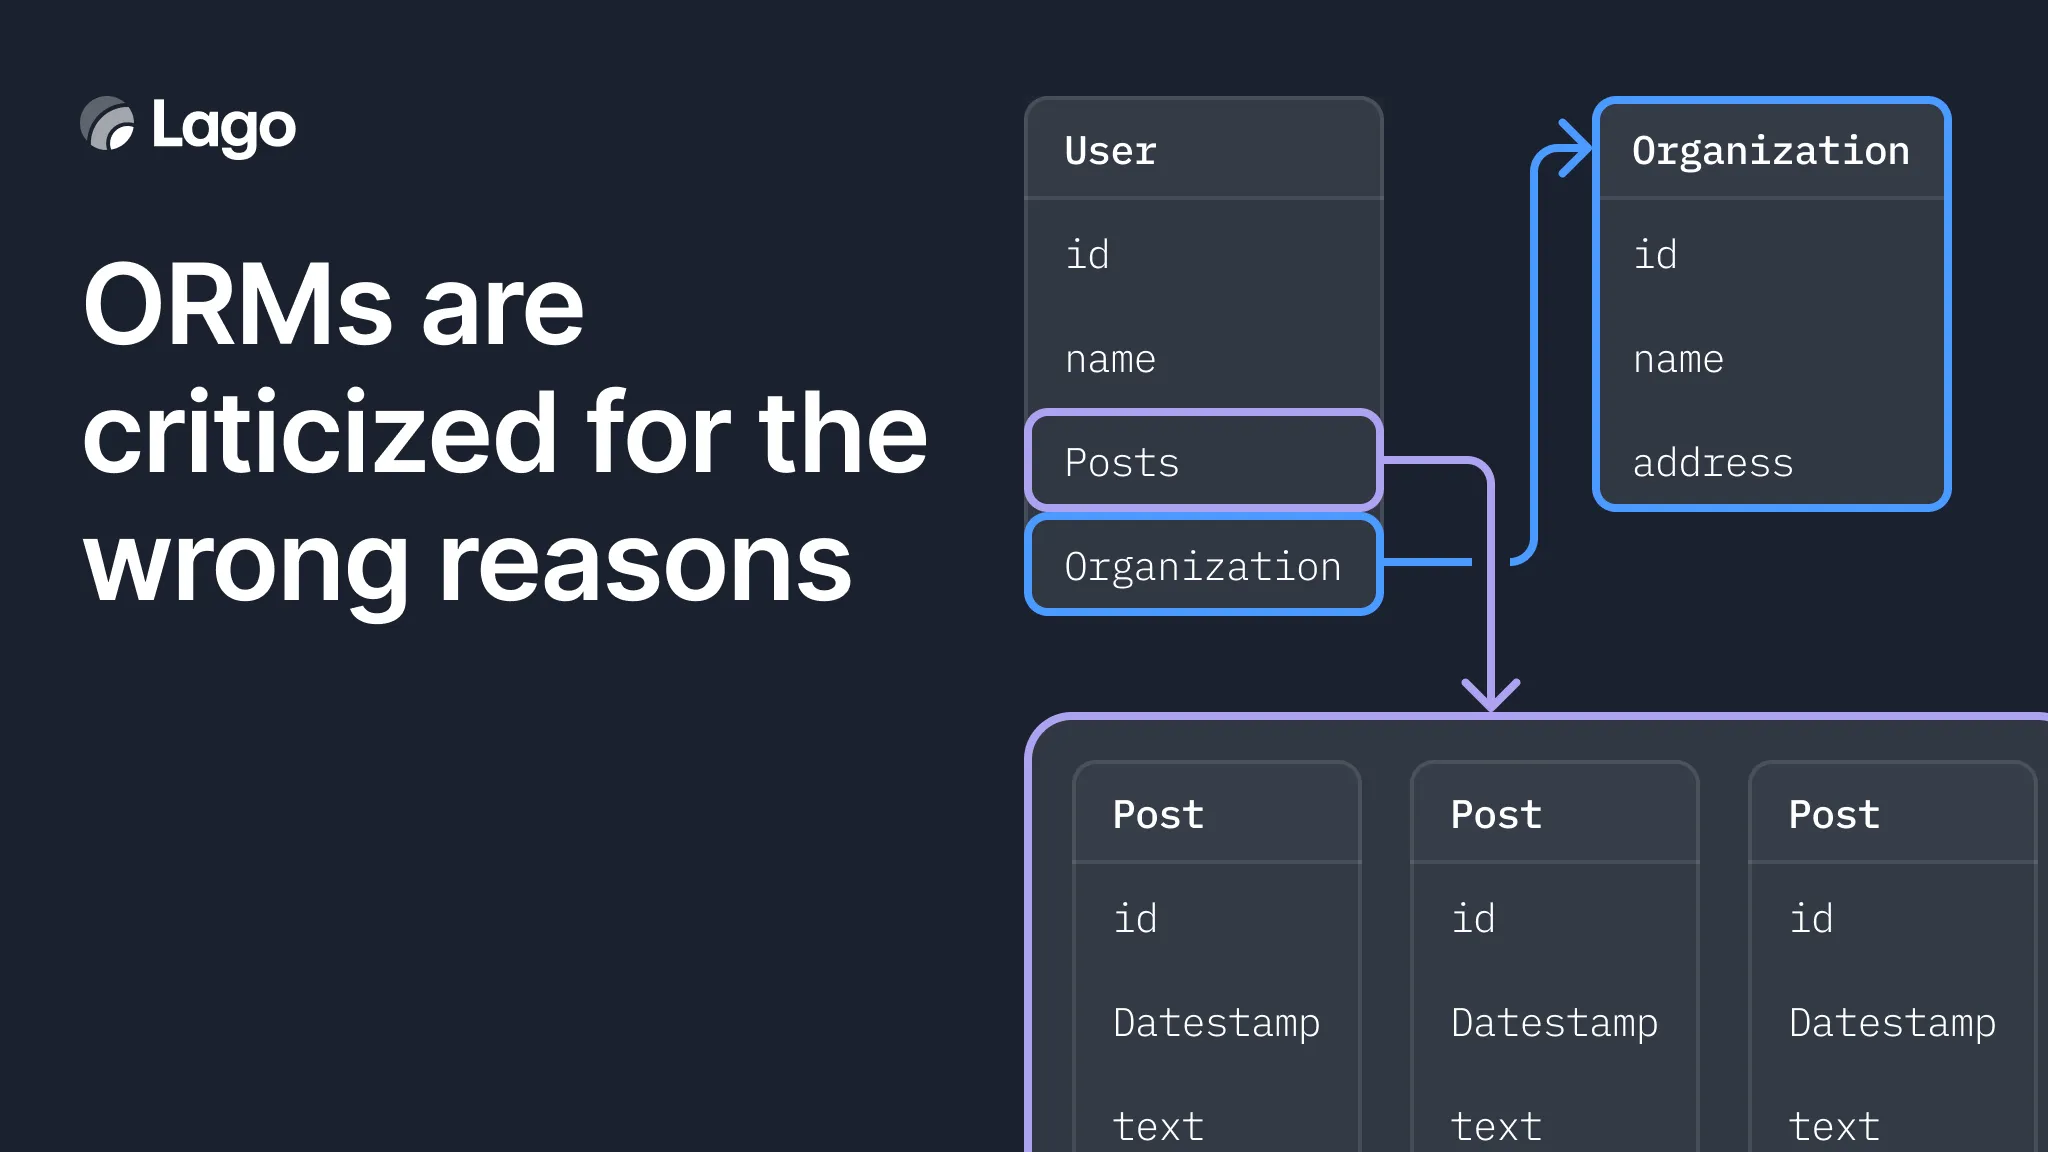 Lago
ORMs are
criticized for the
wrong reasons
User
id
name
Posts
Organization
Organization
id
name
address
Post
id
Datestamp
text
Post
id
Datestamp
text
Post
id
Datestamp
text